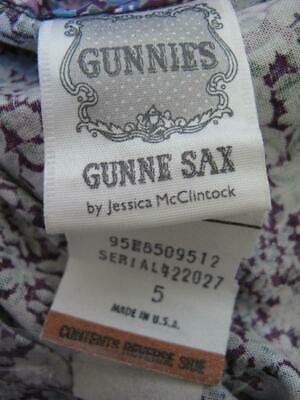 GUNNIES
GUNNE SAX
by Jessica McClintock
95E8509512
SERIAL422027
5
MADE IN U.S.A.
CONTENTS REVERSE SIDE